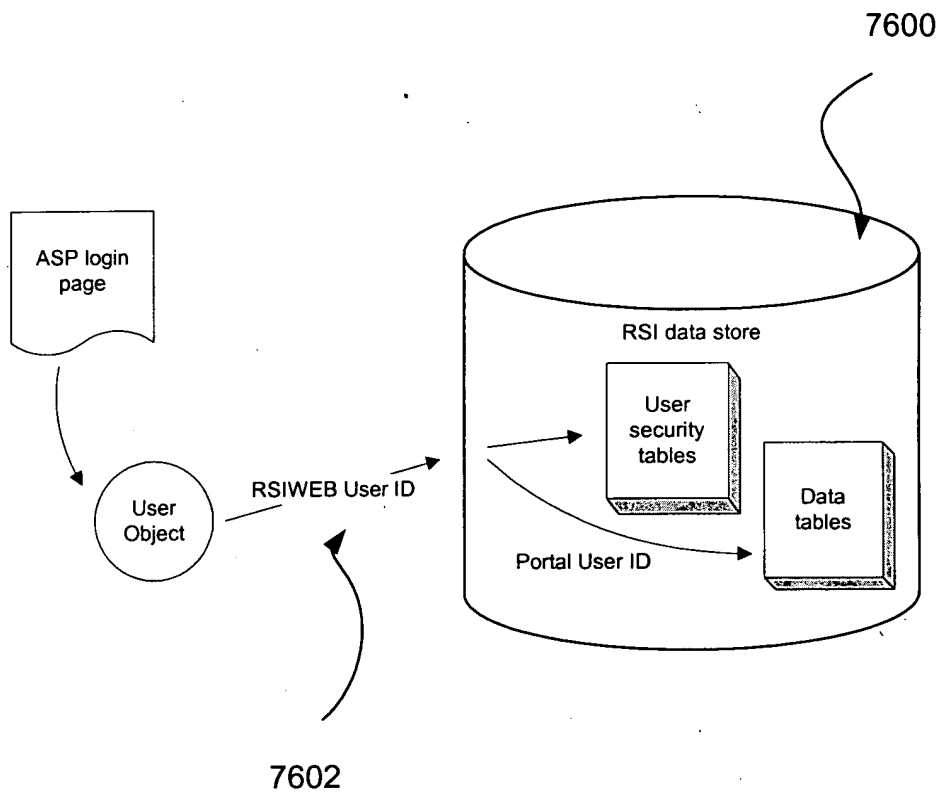 7600
ASP login
page
RSI data store
User
security
tables
RSIWEB User ID
User
Object
Data
tables
Portal User ID
7602